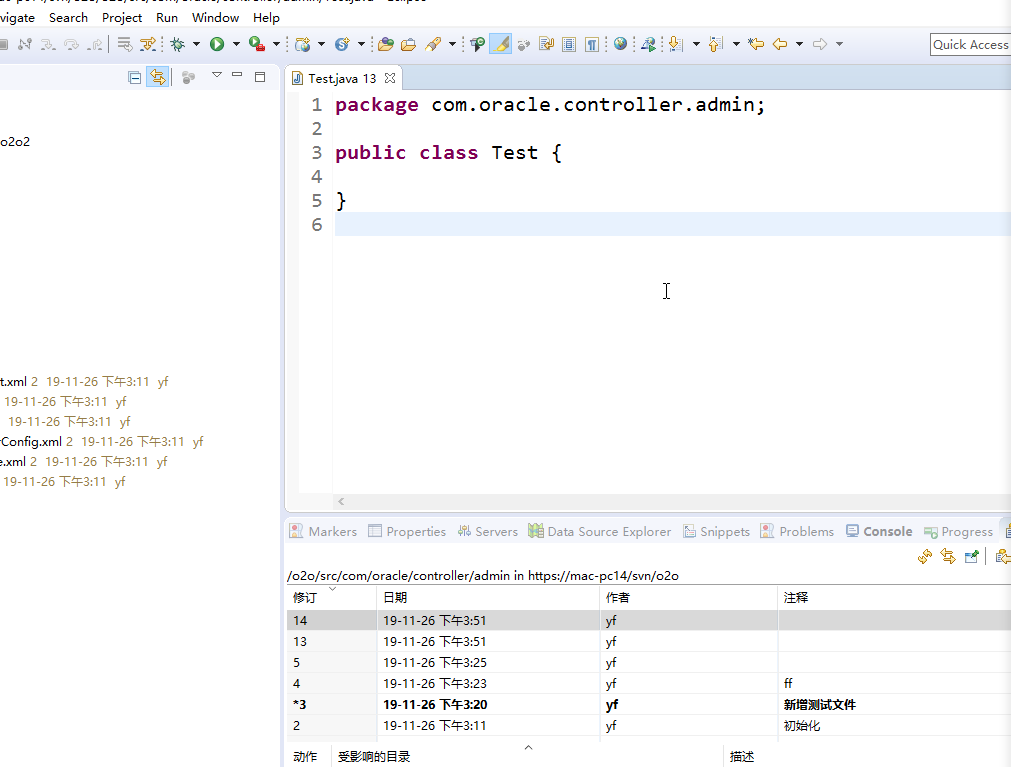 vigate Search Project Run Window Help
Quick Access
Test.java 13
o2o2
1 package com.oracle.controller.admin;
2
3 public class Test {
4
5 }
6
t.xml 2 19-11-26 下午3:11 yf
19-11-26 下午3:11 yf
19-11-26 下午3:11 yf
Config.xml 2 19-11-26 下午3:11 yf
e.xml 2 19-11-26 下午3:11 yf
19-11-26 下午3:11 yf
Markers Properties Servers Data Source Explorer Snippets Problems Console Progress
/o2o/src/com/oracle/controller/admin in https://mac-pc14/svn/o2o
修订 日期 作者 注释
14 19-11-26 下午3:51 yf
13 19-11-26 下午3:51 yf
5 19-11-26 下午3:25 yf
4 19-11-26 下午3:23 yf ff
*3 19-11-26 下午3:20 yf 新增测试文件
2 19-11-26 下午3:11 yf 初始化
动作 受影响的目录 描述